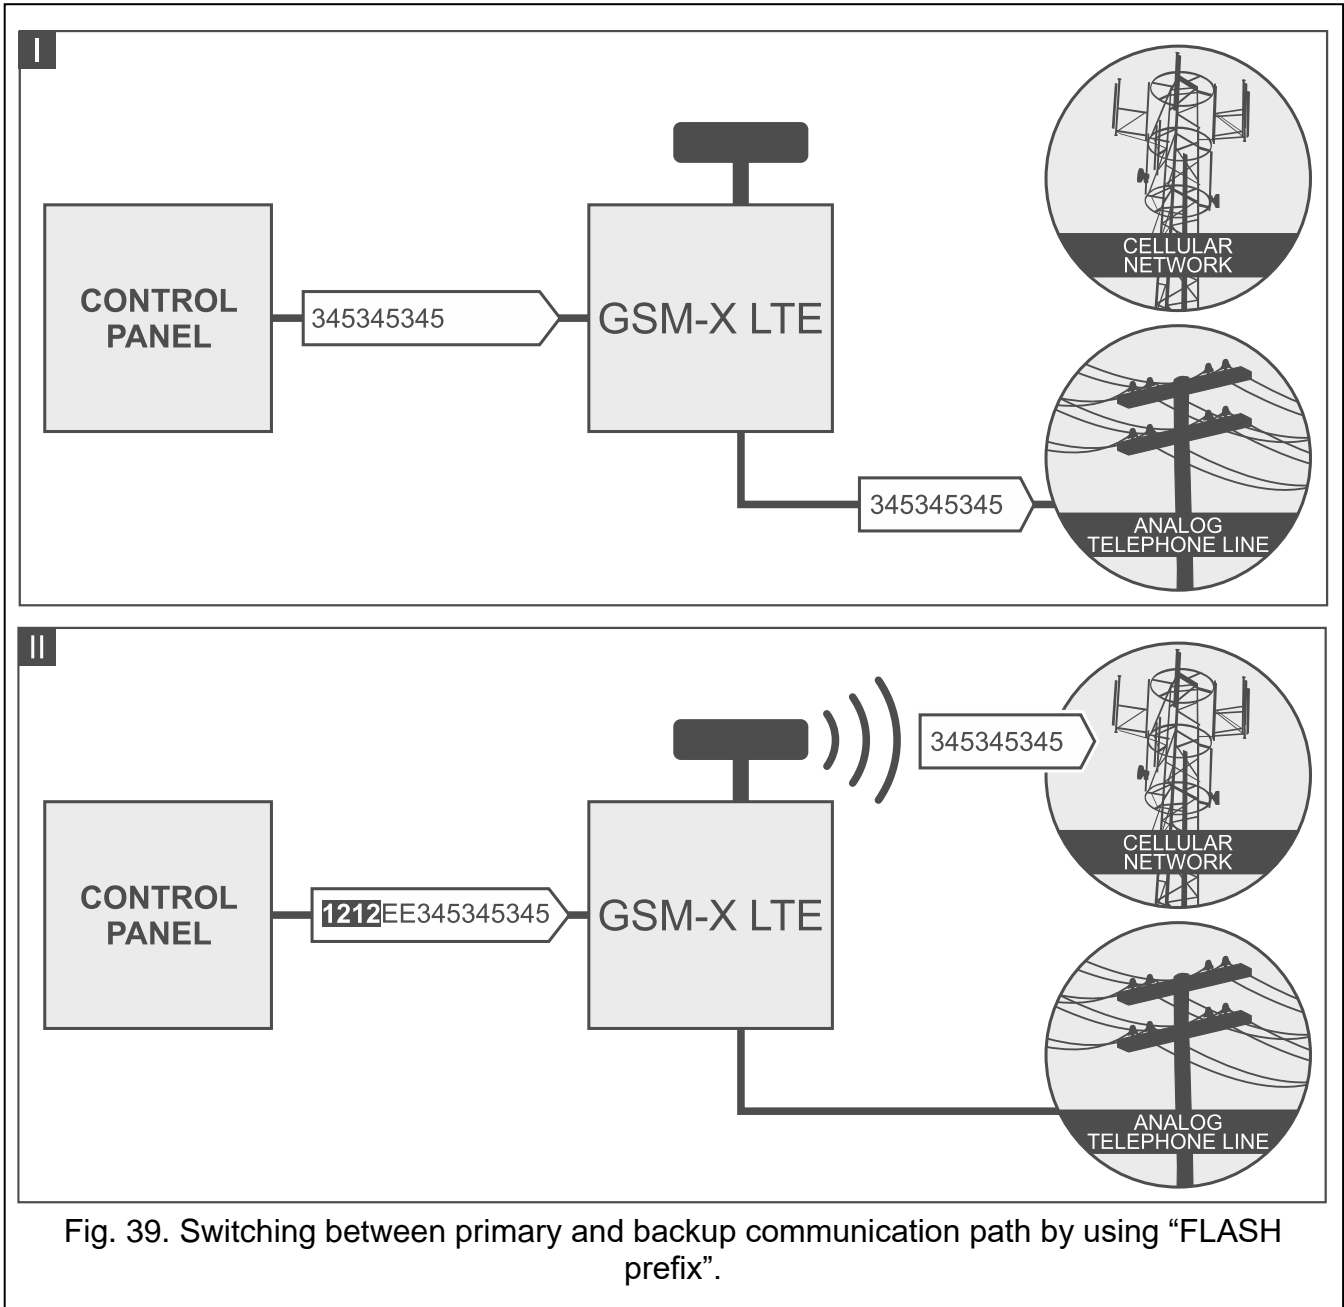 I
CELLULAR
NETWORK
CONTROL
PANEL
345345345
GSM-X LTE
345345345
ANALOG
TELEPHONE LINE
II
345345345
CELLULAR
NETWORK
CONTROL
PANEL
1212EE345345345
GSM-X LTE
ANALOG
TELEPHONE LINE
Fig. 39. Switching between primary and backup communication path by using “FLASH
prefix”.